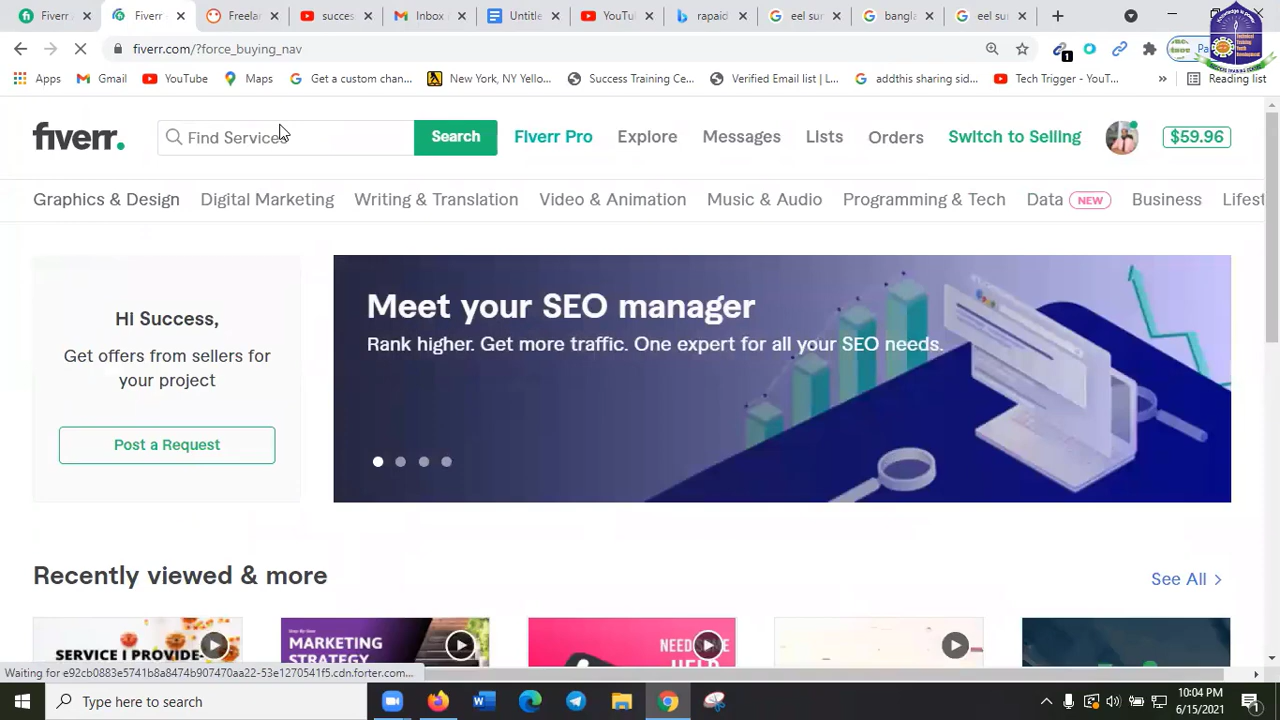 Fiverr
Fiverr
Freela
succes
Inbox
Untit
YouTu
rapaid
eel sur
bangla
eel sur
fiverr.com/?force_buying_nav
1
Apps
Gmail
YouTube
Maps
Get a custom chan...
New York, NY Yello...
Success Training Ce...
Verified Email list | L...
addthis sharing sid...
Tech Trigger - YouT...
»
Reading list
fiverr.
Find Services
Search
Fiverr Pro
Explore
Messages
Lists
Orders
Switch to Selling
$59.96
Graphics & Design
Digital Marketing
Writing & Translation
Video & Animation
Music & Audio
Programming & Tech
Data NEW
Business
Lifest
Hi Success,
Get offers from sellers for
your project
Post a Request
Meet your SEO manager
Rank higher. Get more traffic. One expert for all your SEO needs.
Recently viewed & more
See All >
SERVICE I PROVIDE
MARKETING
STRATEGY
Waiting for e92cb0883e5741b8a8474b907470aa22-53e1270541f5.cdn.forter.com...
Type here to search
10:04 PM
6/15/2021
1